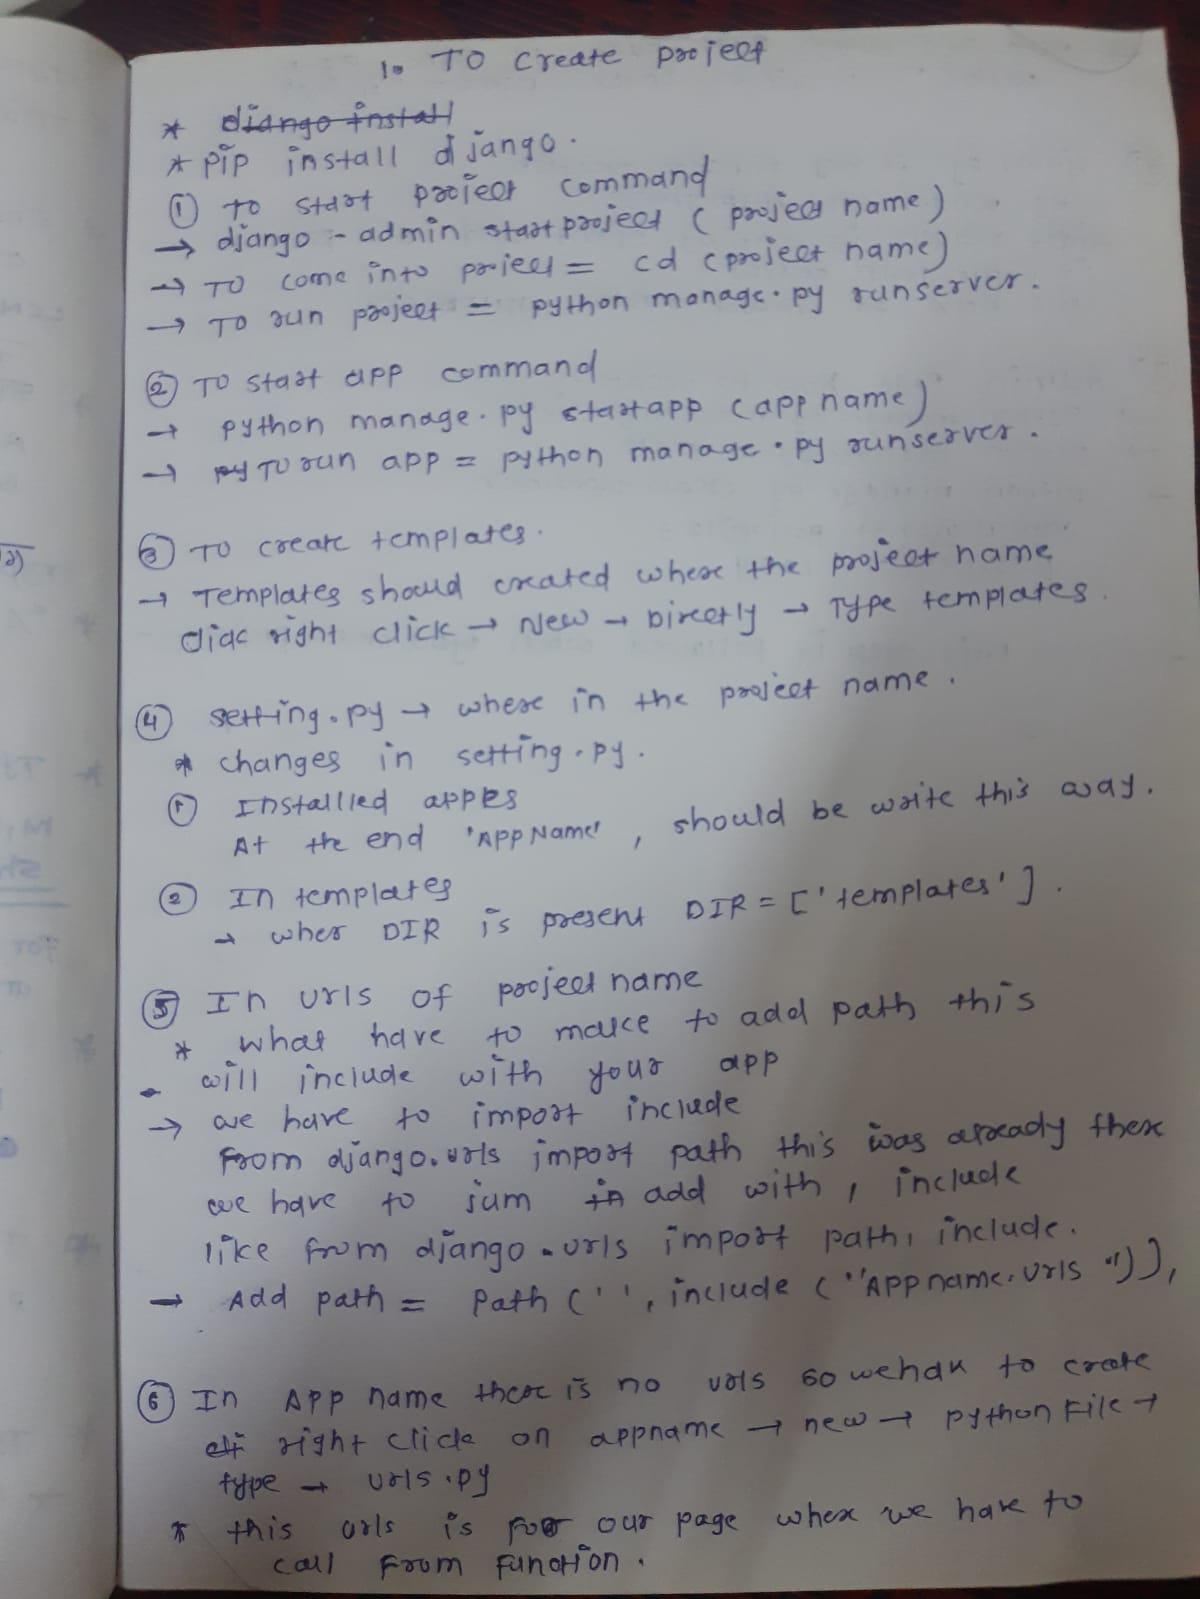 1. TO create project
* django install
* pip install django.
① TO start project command
→ django - admin startproject ( project name )
→ TO come into project = cd ( project name)
→ TO run project = python manage.py runserver.
② TO start app command
→ python manage.py startapp (app name)
→ py TO run app = python manage.py runserver.
③ TO create templates.
→ Templates should created where the project name
click right click → New → Directly → Type templates.
④ setting.py → where in the project name.
* changes in setting.py.
① Installled appes
At the end 'AppName' , should be write this way.
② In templates
→ wher DIR is present DIR = ['templates'].
⑤ In urls of project name
* what have to make to add path this
will include with your app
→ we have to import include
From django.urls import path this was already there
we have to jum in add with , include
like from django.urls import path, include.
→ Add path = Path ('', include ("Appname.urls")),
⑥ In App name there is no urls so we have to create
right click on appname → new → python File →
type → urls.py
* this urls is for our page where we have to
call From Function.